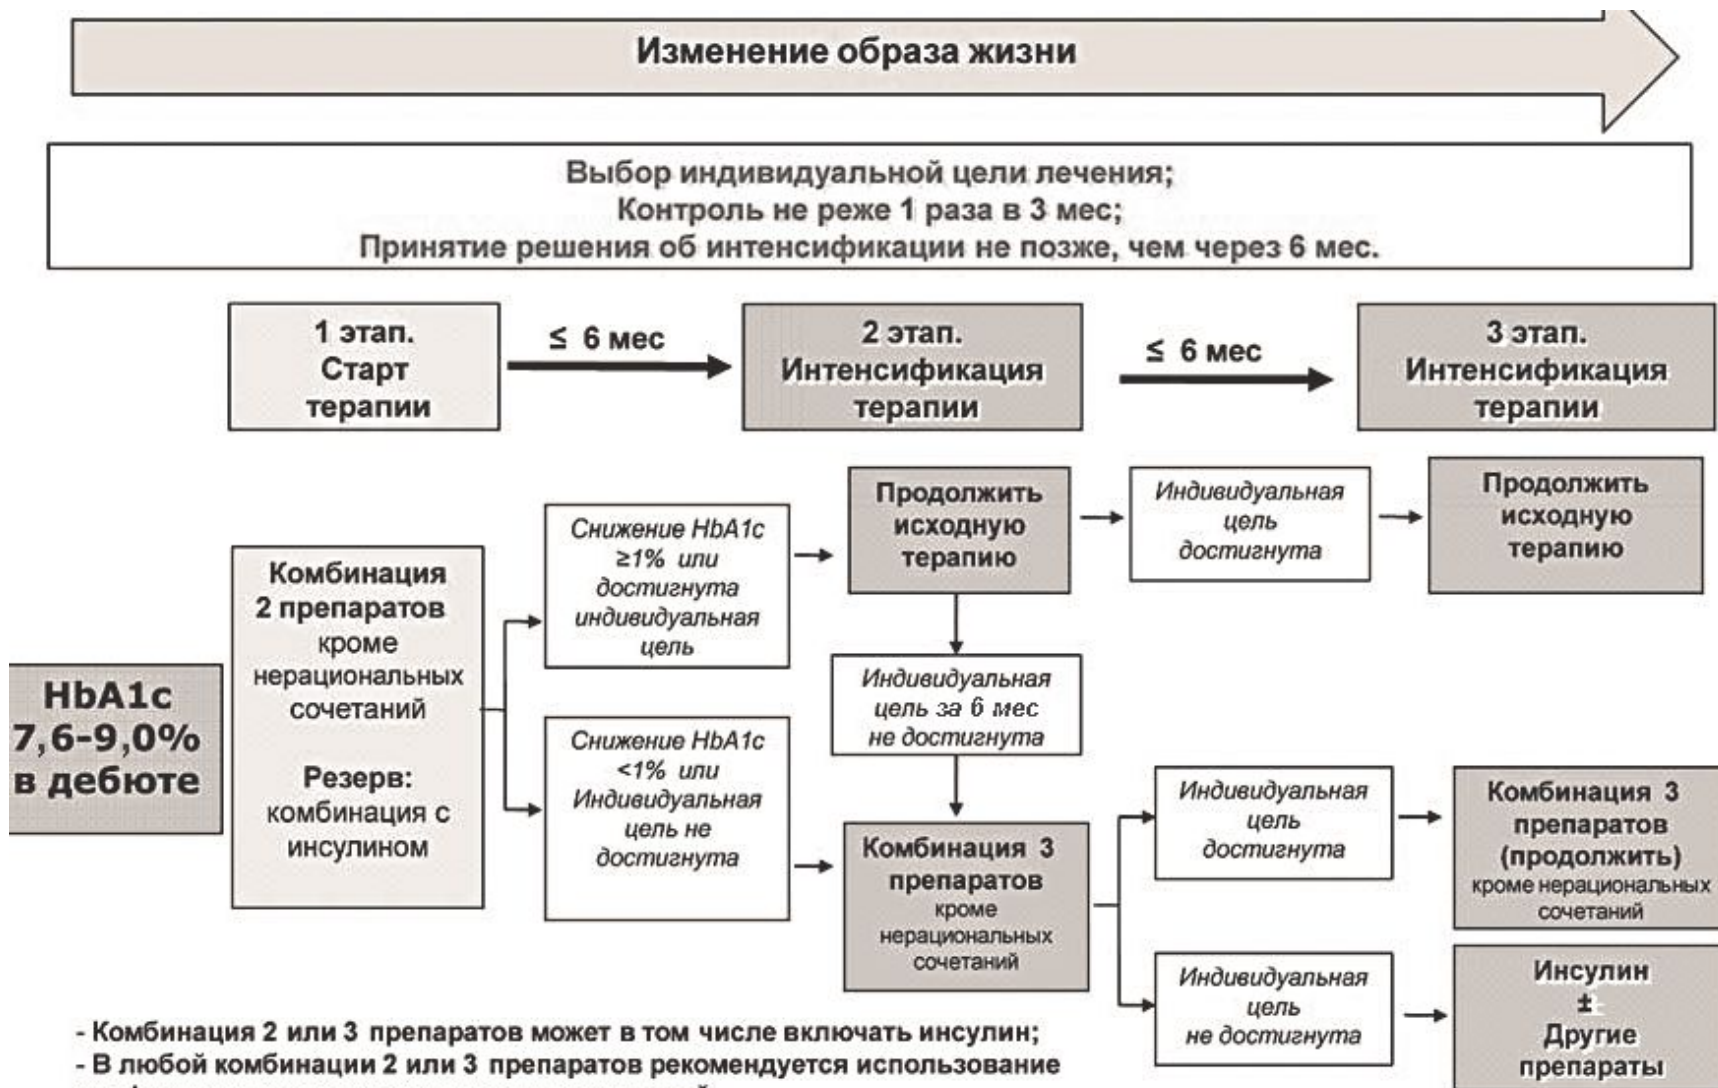 Изменение образа жизни
Выбор индивидуальной цели лечения;
Контроль не реже 1 раза в 3 мес;
Принятие решения об интенсификации не позже, чем через 6 мес.
1 этап.
Старт
терапии
≤ 6 мес
2 этап.
Интенсификация
терапии
≤ 6 мес
3 этап.
Интенсификация
терапии
HbA1c
7,6-9,0%
в дебюте
Комбинация
2 препаратов
кроме
нерациональных
сочетаний
Резерв:
комбинация с
инсулином
Снижение HbA1c
≥1% или
достигнута
индивидуальная
цель
Продолжить
исходную
терапию
Индивидуальная
цель
достигнута
Продолжить
исходную
терапию
Индивидуальная
цель за 6 мес
не достигнута
Снижение HbA1c
<1% или
Индивидуальная
цель не
достигнута
Комбинация 3
препаратов
кроме
нерациональных
сочетаний
Индивидуальная
цель
достигнута
Комбинация 3
препаратов
(продолжить)
кроме нерациональных
сочетаний
Индивидуальная
цель
не достигнута
Инсулин
±
Другие
препараты
- Комбинация 2 или 3 препаратов может в том числе включать инсулин;
- В любой комбинации 2 или 3 препаратов рекомендуется использование